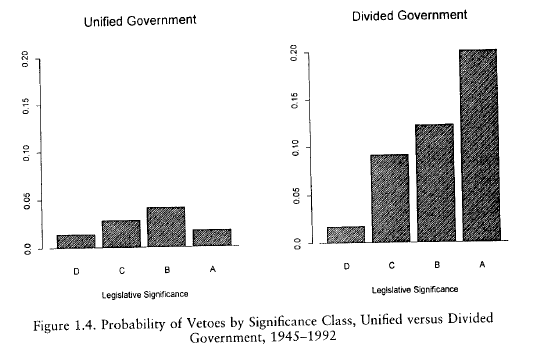 Unified Government
0.20
0.15
0.10
0.05
0.0
D C B A
Legislative Significance
Divided Government
0.20
0.15
0.10
0.05
0.0
D C B A
Legislative Significance
Figure 1.4. Probability of Vetoes by Significance Class, Unified versus Divided
Government, 1945–1992